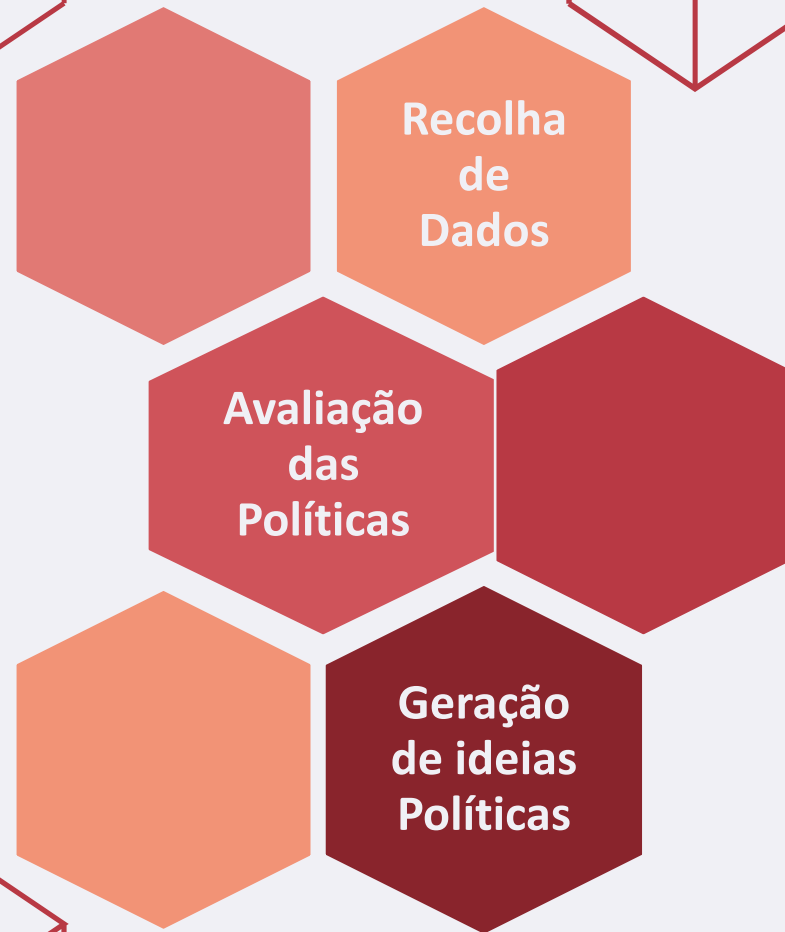 Recolha
de
Dados
Avaliação
das
Políticas
Geração
de ideias
Políticas